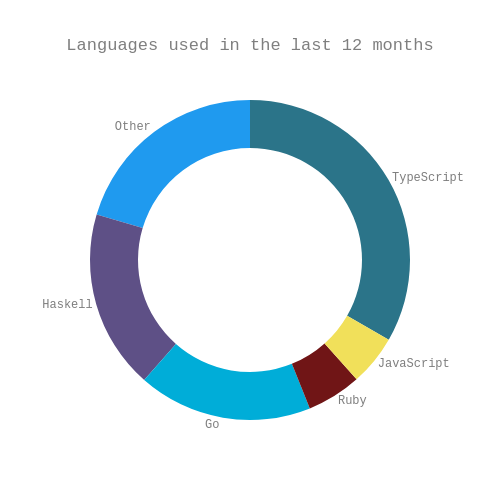 Languages used in the last 12 months
Other
TypeScript
Haskell
JavaScript
Ruby
Go